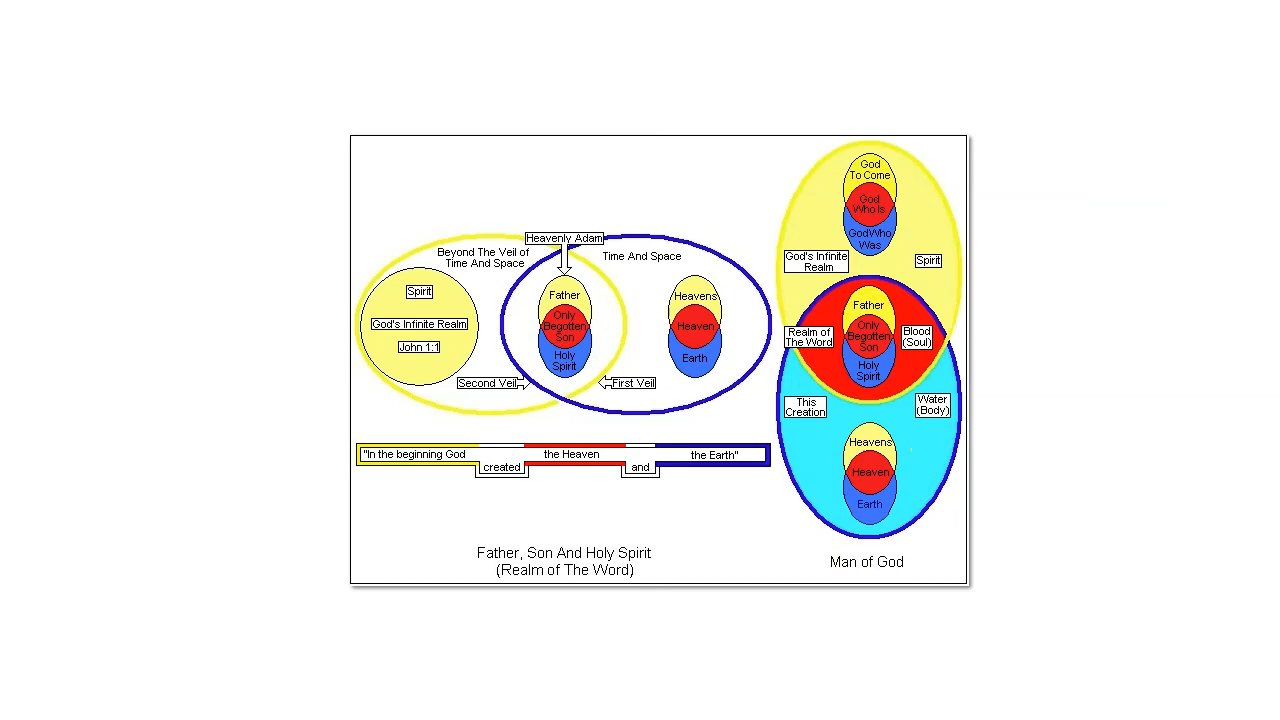 Heavenly Adam
Beyond The Veil of
Time And Space
Time And Space
Spirit
God's Infinite Realm
John 1:1
Father
Only
Begotten
Son
Holy
Spirit
Heavens
Heaven
Earth
Second Veil
First Veil
"In the beginning God
created
the Heaven
and
the Earth"
Father, Son And Holy Spirit
(Realm of The Word)
God
To Come
God
Who Is
God Who
Was
God's Infinite
Realm
Spirit
Father
Only
Begotten
Son
Holy
Spirit
Realm of
The Word
Blood
(Soul)
This
Creation
Water
(Body)
Heavens
Heaven
Earth
Man of God